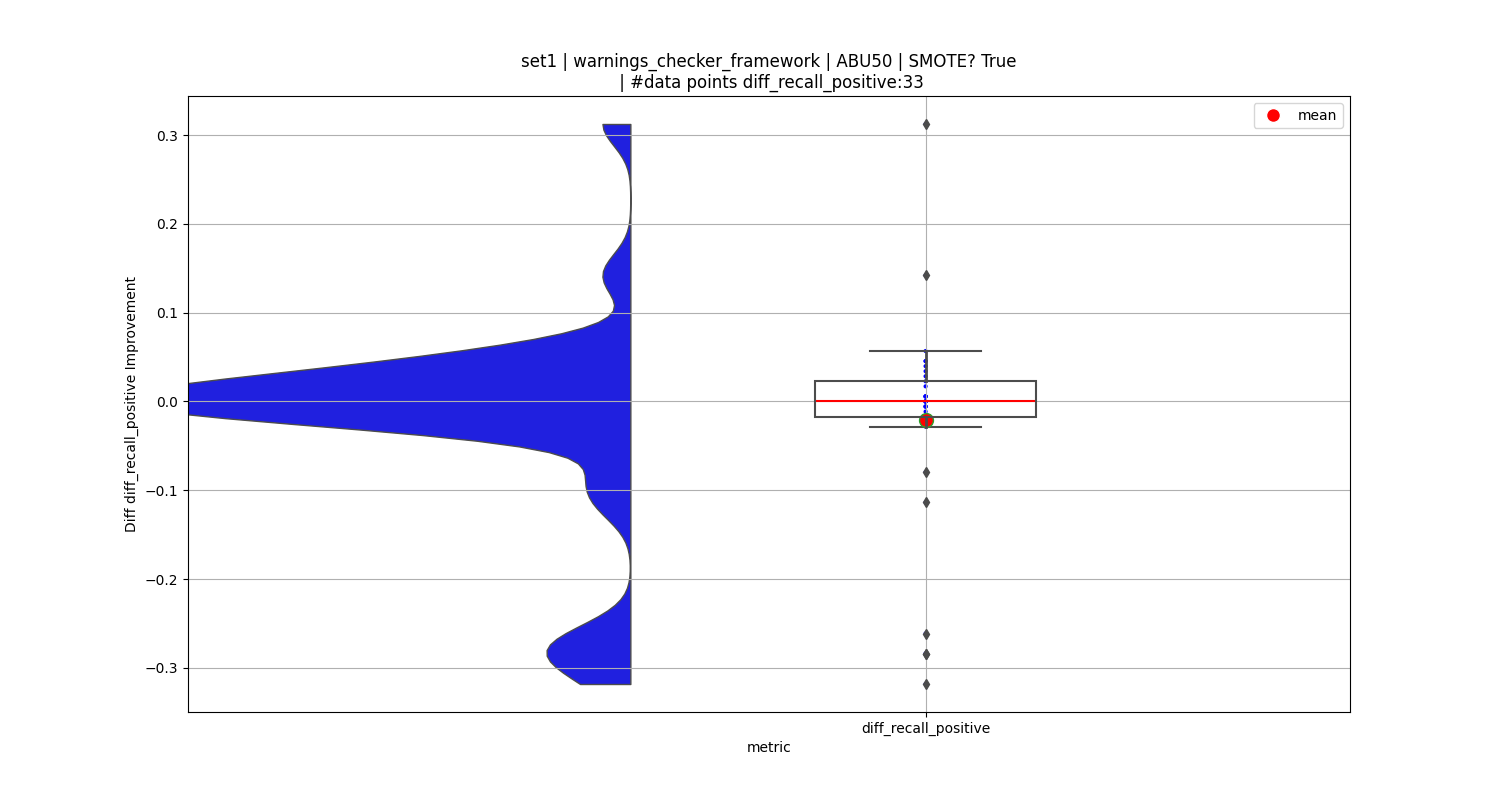 set1 | warnings_checker_framework | ABU50 | SMOTE? True
| #data points diff_recall_positive:33
mean
0.3
0.2
0.1
0.0
−0.1
−0.2
−0.3
Diff diff_recall_positive Improvement
diff_recall_positive
metric